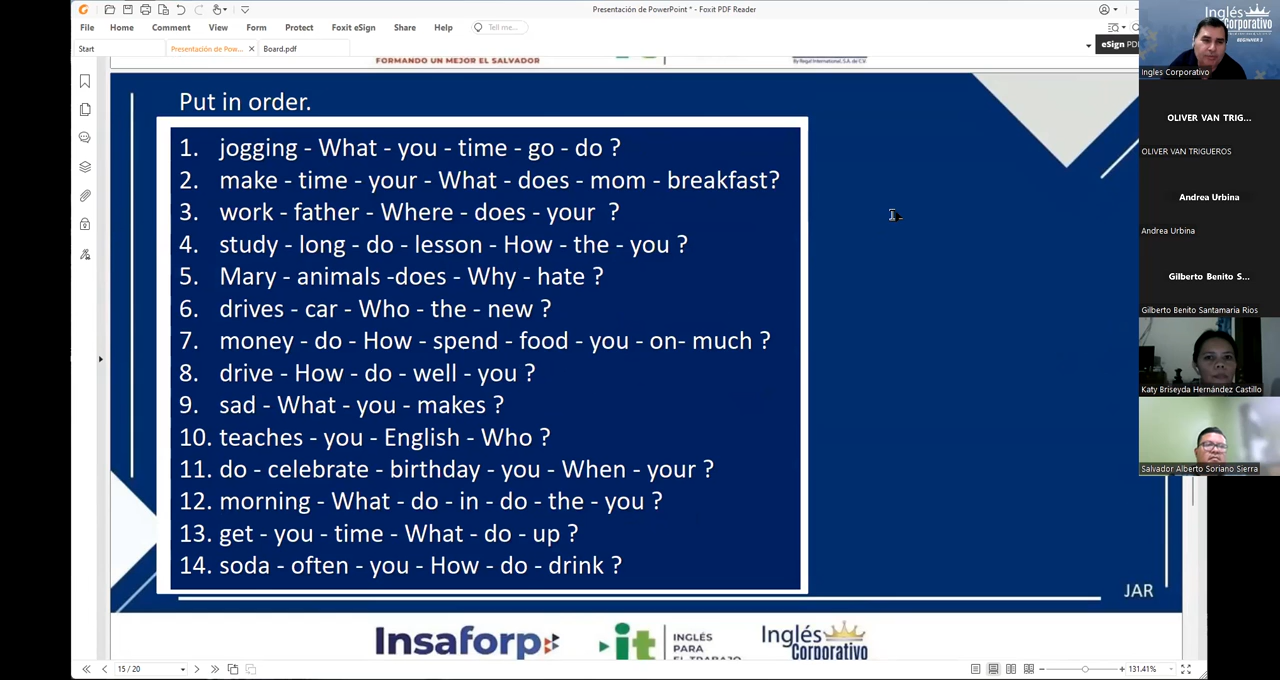 Presentación de PowerPoint * - Foxit PDF Reader
File Home Comment View Form Protect Foxit eSign Share Help Tell me...
Start Presentación de Pow... Board.pdf eSign PD
FORMANDO UN MEJOR EL SALVADOR
By Regal International, S.A. de C.V.
Put in order.
1. jogging - What - you - time - go - do ?
2. make - time - your - What - does - mom - breakfast?
3. work - father - Where - does - your ?
4. study - long - do - lesson - How - the - you ?
5. Mary - animals -does - Why - hate ?
6. drives - car - Who - the - new ?
7. money - do - How - spend - food - you - on- much ?
8. drive - How - do - well - you ?
9. sad - What - you - makes ?
10. teaches - you - English - Who ?
11. do - celebrate - birthday - you - When - your ?
12. morning - What - do - in - do - the - you ?
13. get - you - time - What - do - up ?
14. soda - often - you - How - do - drink ?
JAR
Insaforp
it
INGLÉS
PARA
EL TRABAJO
Inglés
Corporativo
15 / 20
131.41%
Inglés
Corporativo
Ingles Corporativo
OLIVER VAN TRIG...
OLIVER VAN TRIGUEROS
Andrea Urbina
Andrea Urbina
Gilberto Benito S...
Gilberto Benito Santamaria Rios
Katy Briseyda Hernández Castillo
Salvador Alberto Soriano Sierra